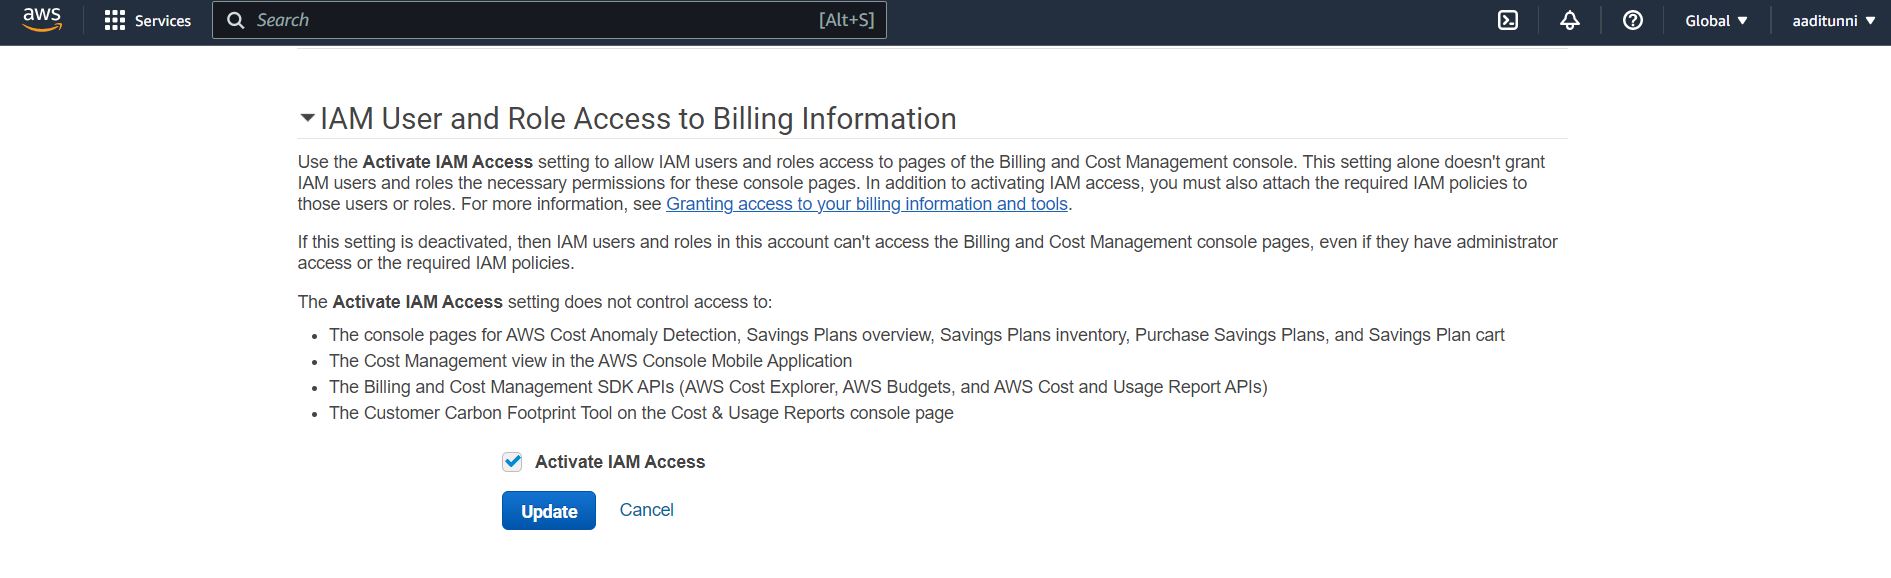 aws Services Search [Alt+S] Global aaditunni
IAM User and Role Access to Billing Information
Use the Activate IAM Access setting to allow IAM users and roles access to pages of the Billing and Cost Management console. This setting alone doesn't grant
IAM users and roles the necessary permissions for these console pages. In addition to activating IAM access, you must also attach the required IAM policies to
those users or roles. For more information, see Granting access to your billing information and tools.
If this setting is deactivated, then IAM users and roles in this account can't access the Billing and Cost Management console pages, even if they have administrator
access or the required IAM policies.
The Activate IAM Access setting does not control access to:
• The console pages for AWS Cost Anomaly Detection, Savings Plans overview, Savings Plans inventory, Purchase Savings Plans, and Savings Plan cart
• The Cost Management view in the AWS Console Mobile Application
• The Billing and Cost Management SDK APIs (AWS Cost Explorer, AWS Budgets, and AWS Cost and Usage Report APIs)
• The Customer Carbon Footprint Tool on the Cost & Usage Reports console page
Activate IAM Access
Update Cancel